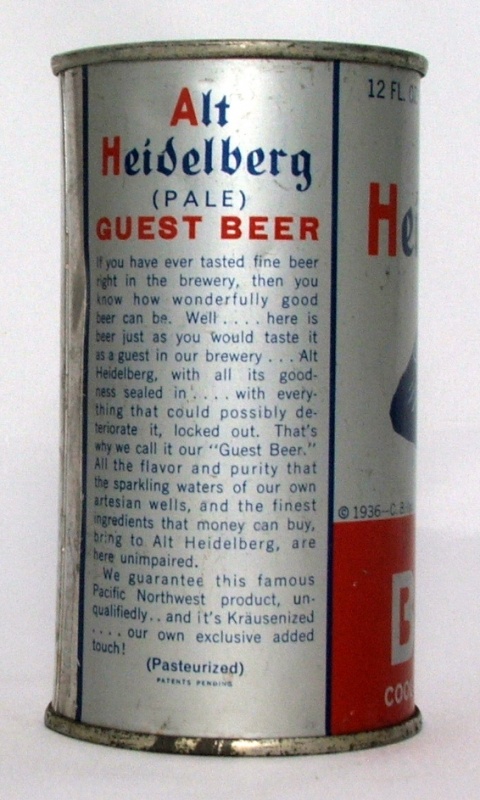 Alt
Heidelberg
(PALE)
GUEST BEER
If you have ever tasted fine beer
right in the brewery, then you
know how wonderfully good
beer can be. Well .... here is
beer just as you would taste it
as a guest in our brewery ... Alt
Heidelberg, with all its good-
ness sealed in .... with every-
thing that could possibly de-
teriorate it, locked out. That's
why we call it our "Guest Beer."
All the flavor and purity that
the sparkling waters of our own
artesian wells, and the finest
ingredients that money can buy,
bring to Alt Heidelberg, are
here unimpaired.
We guarantee this famous
Pacific Northwest product, un-
qualifiedly.. and it's Kräusenized
.... our own exclusive added
touch!
(Pasteurized)
PATENTS PENDING
12 FL.
He
© 1936—C.
B
COO